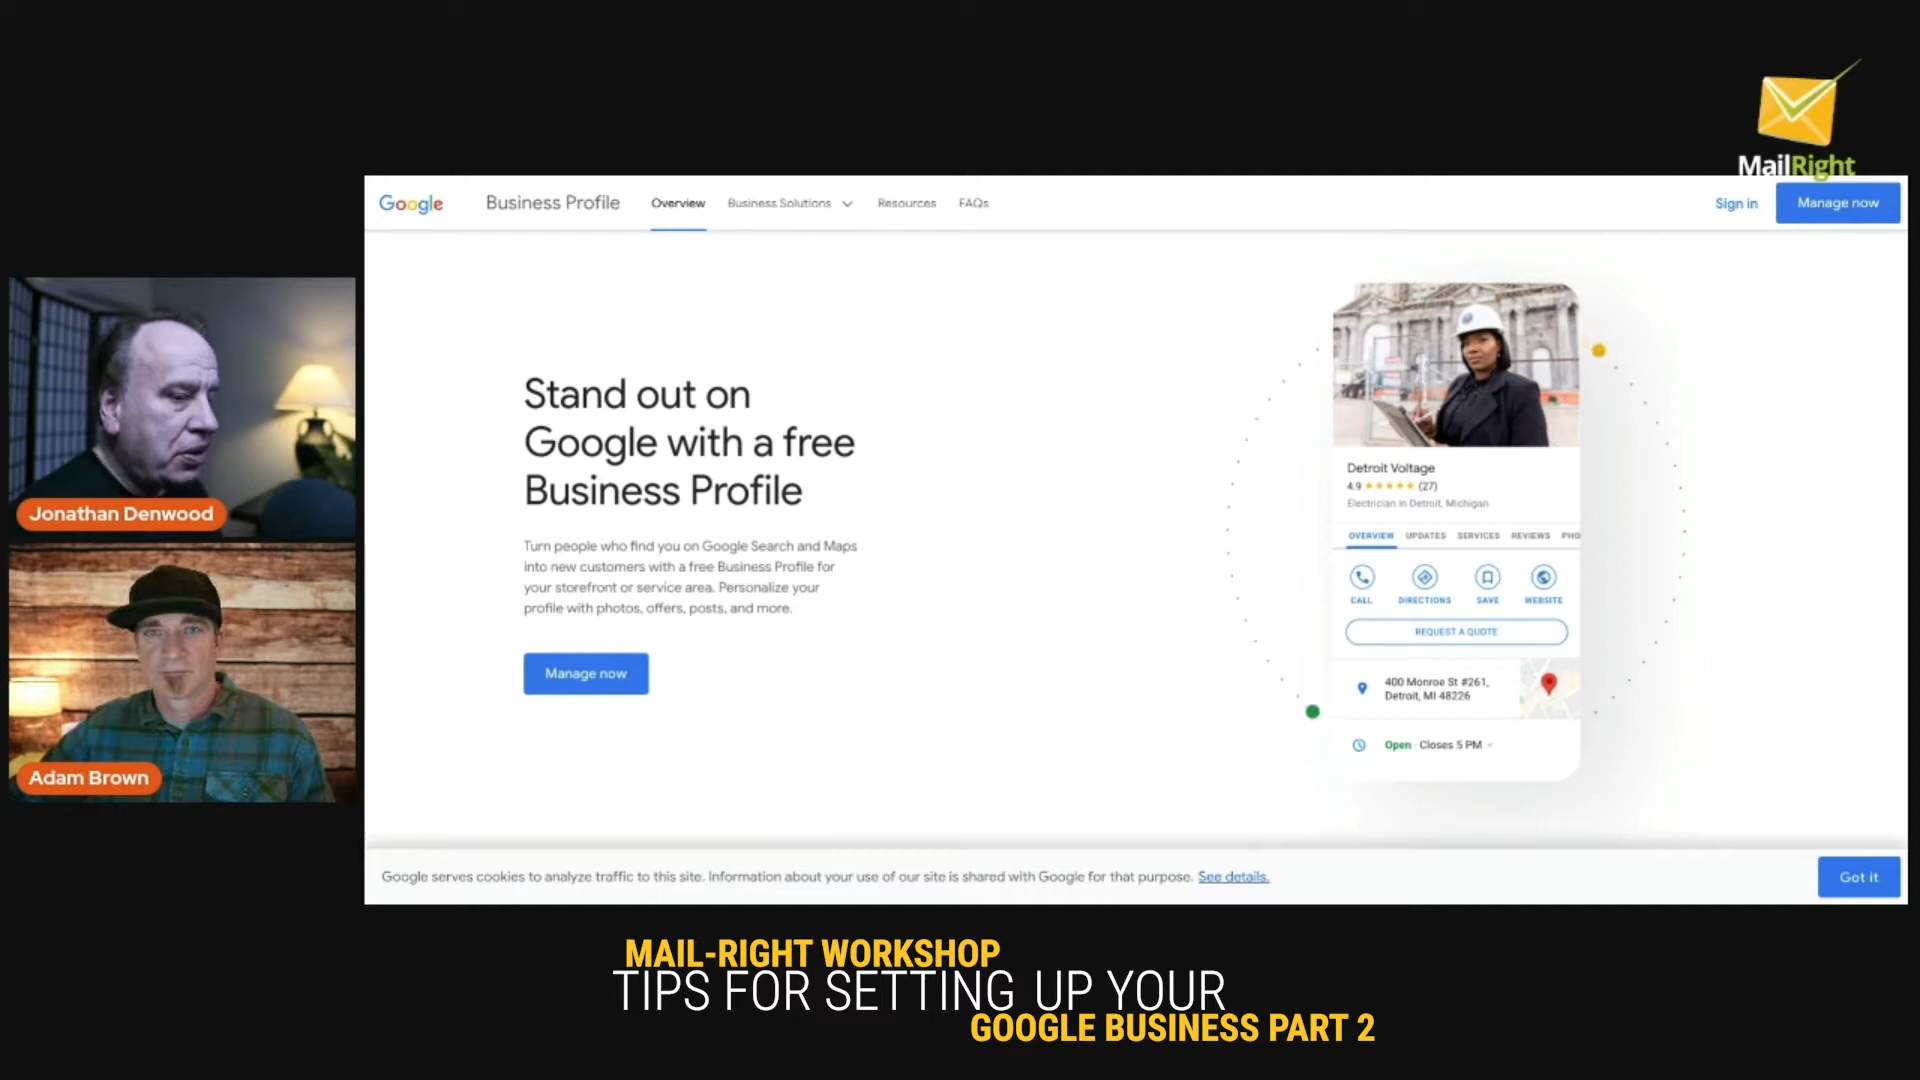 MailRight
Google Business Profile Overview Business Solutions Resources FAQs Sign in Manage now
Stand out on
Google with a free
Business Profile
Turn people who find you on Google Search and Maps
into new customers with a free Business Profile for
your storefront or service area. Personalize your
profile with photos, offers, posts, and more.
Manage now
Detroit Voltage
4.9 ★★★★★ (27)
Electrician in Detroit, Michigan
OVERVIEW UPDATES SERVICES REVIEWS PHO
CALL DIRECTIONS SAVE WEBSITE
REQUEST A QUOTE
400 Monroe St #261,
Detroit, MI 48226
Open · Closes 5 PM
Jonathan Denwood
Adam Brown
Google serves cookies to analyze traffic to this site. Information about your use of our site is shared with Google for that purpose. See details.
Got it
MAIL-RIGHT WORKSHOP
TIPS FOR SETTING UP YOUR
GOOGLE BUSINESS PART 2